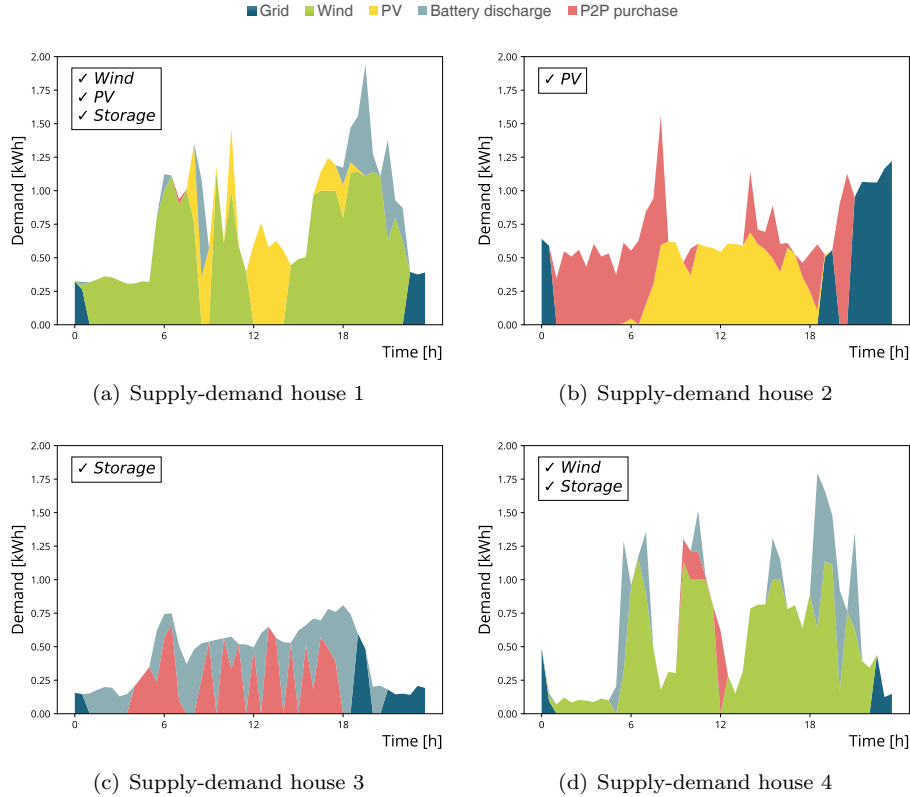 Grid Wind PV Battery discharge P2P purchase
2.00
1.75
1.50
1.25
1.00
0.75
0.50
0.25
0.00
Demand [kWh]
✓ Wind
✓ PV
✓ Storage
0 6 12 18
Time [h]
(a) Supply-demand house 1
2.00
1.75
1.50
1.25
1.00
0.75
0.50
0.25
0.00
Demand [kWh]
✓ PV
0 6 12 18
Time [h]
(b) Supply-demand house 2
2.00
1.75
1.50
1.25
1.00
0.75
0.50
0.25
0.00
Demand [kWh]
✓ Storage
0 6 12 18
Time [h]
(c) Supply-demand house 3
2.00
1.75
1.50
1.25
1.00
0.75
0.50
0.25
0.00
Demand [kWh]
✓ Wind
✓ Storage
0 6 12 18
Time [h]
(d) Supply-demand house 4